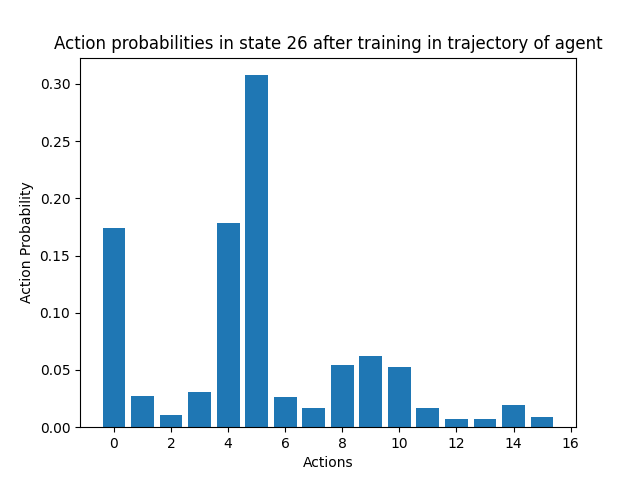 Action probabilities in state 26 after training in trajectory of agent
0.30
0.25
0.20
0.15
0.10
0.05
0.00
Action Probability
0 2 4 6 8 10 12 14 16
Actions